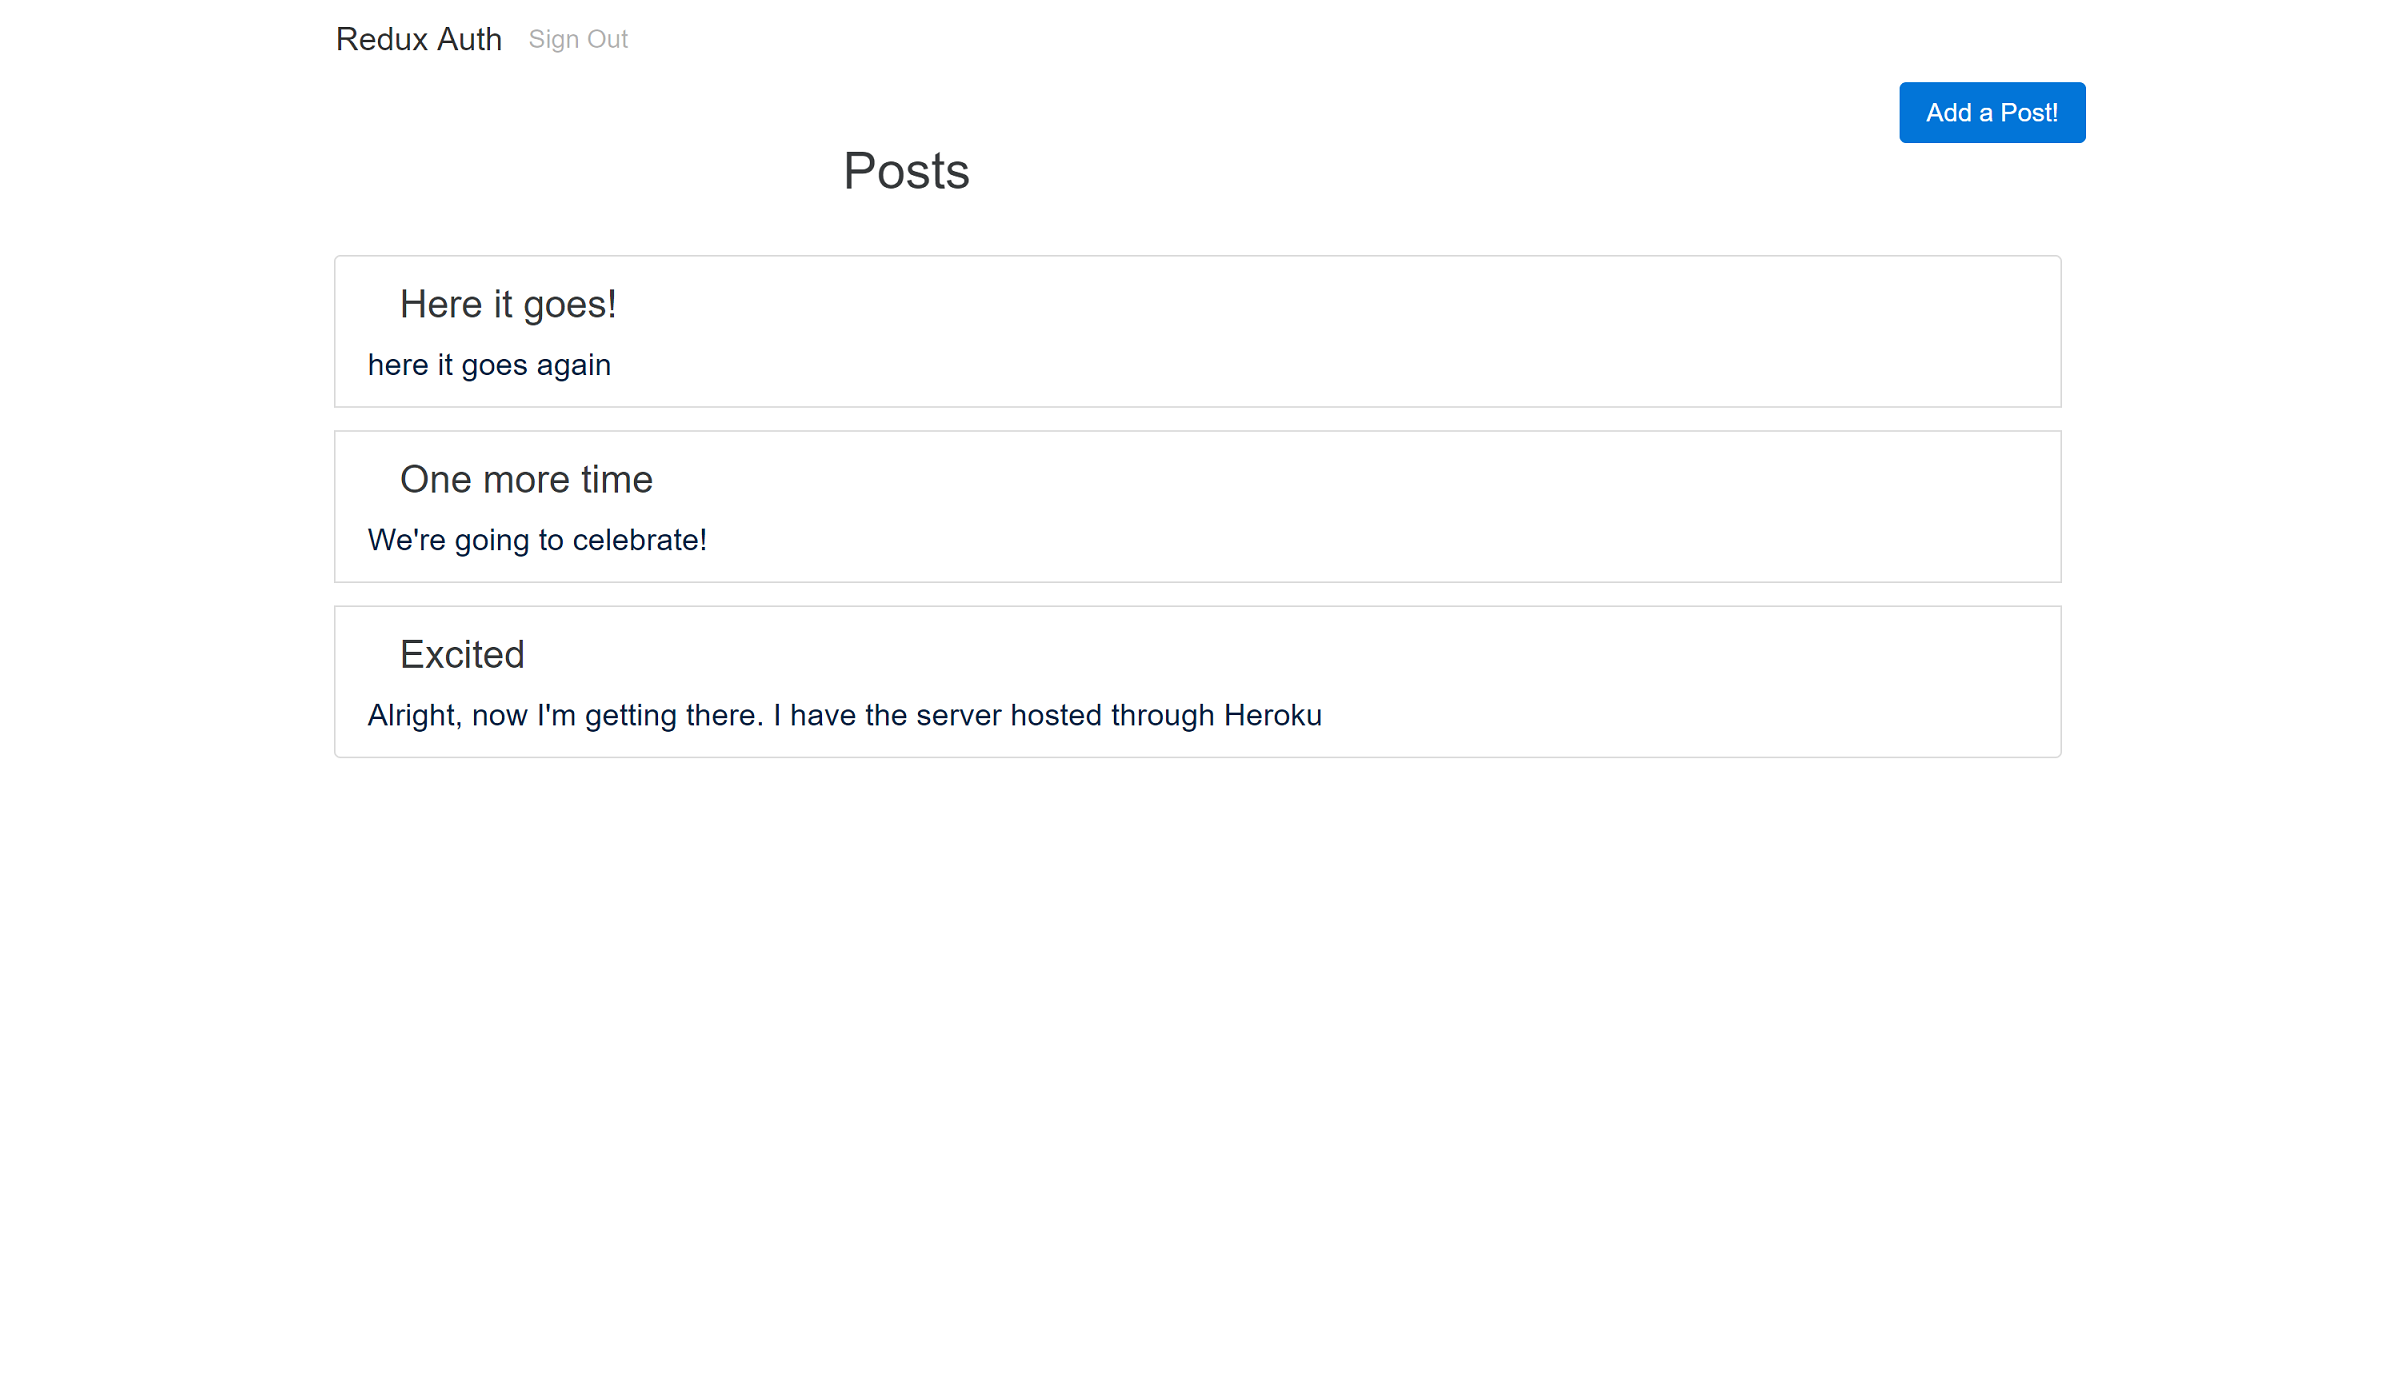 Redux Auth Sign Out
Add a Post!
Posts
Here it goes!
here it goes again
One more time
We're going to celebrate!
Excited
Alright, now I'm getting there. I have the server hosted through Heroku